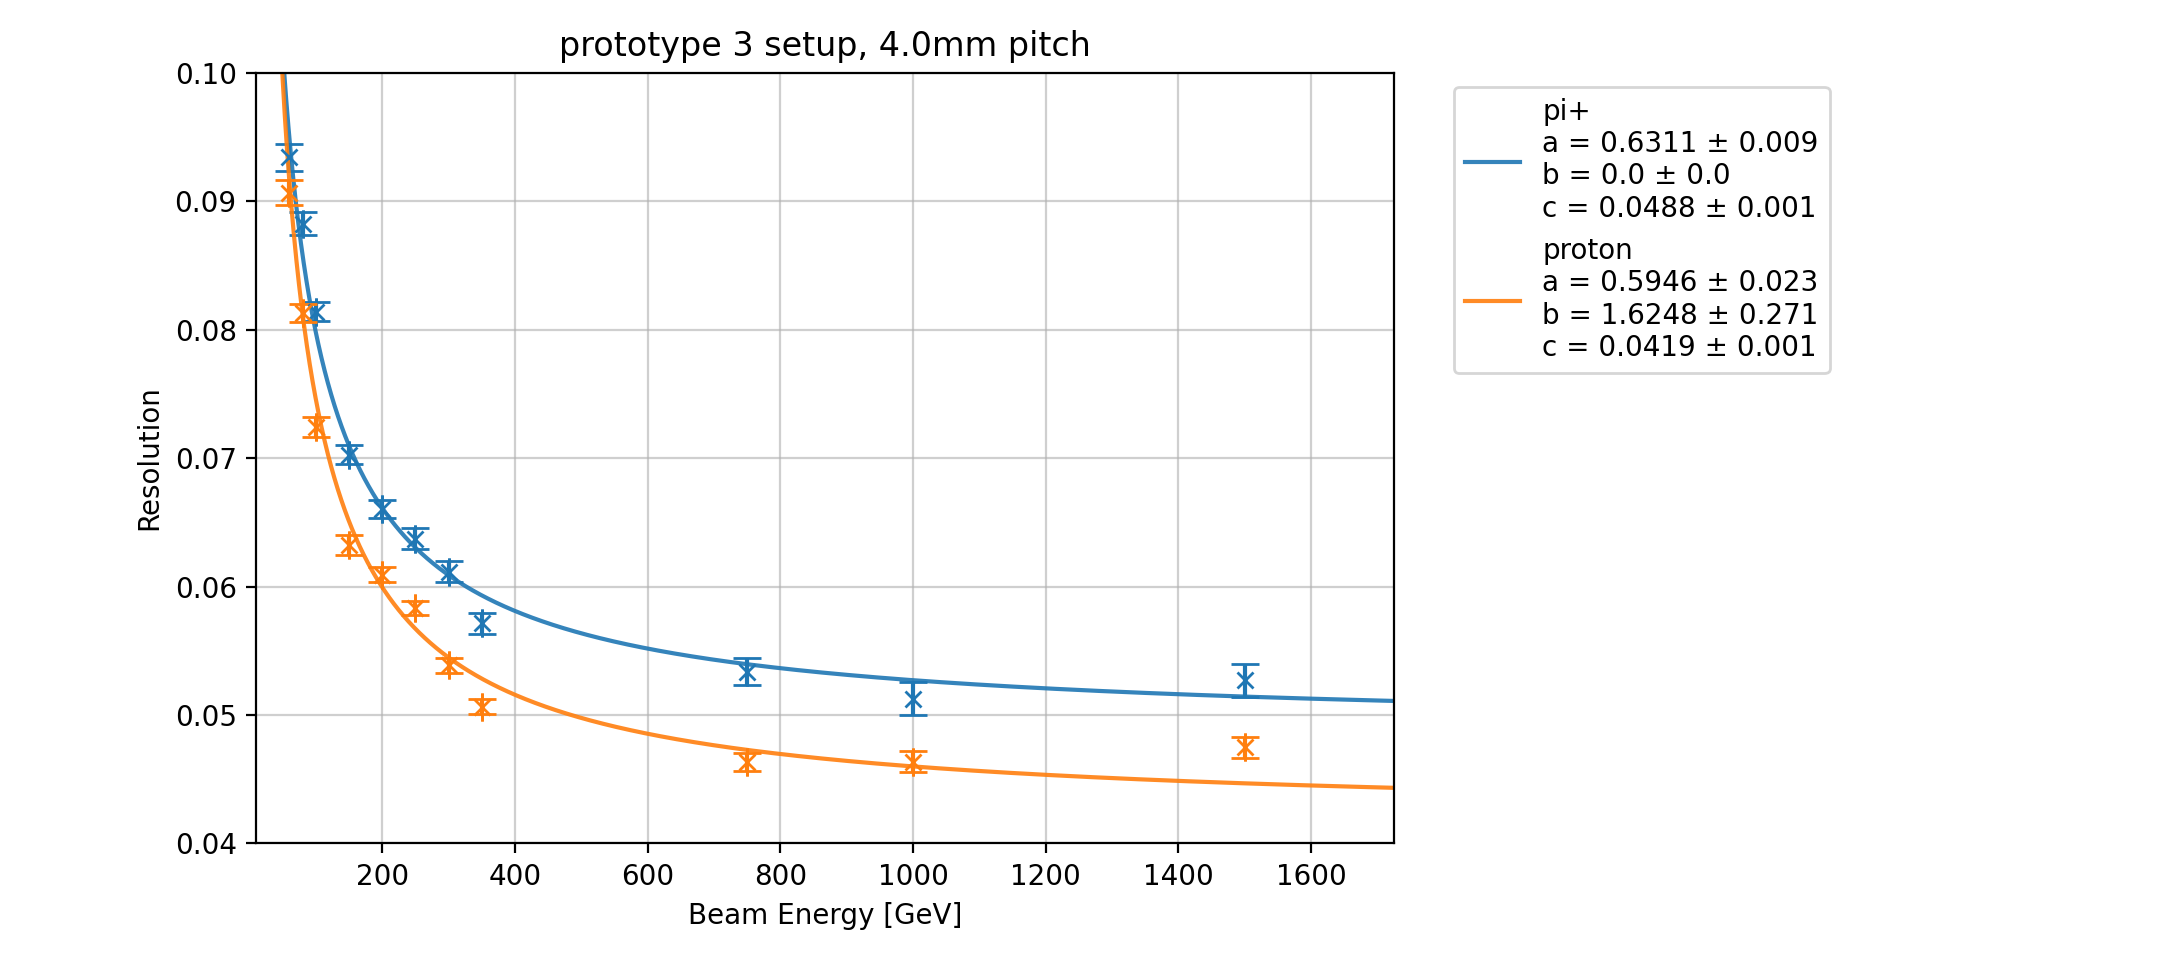 prototype 3 setup, 4.0mm pitch
0.10
0.09
0.08
0.07
0.06
0.05
0.04
Resolution
200 400 600 800 1000 1200 1400 1600
Beam Energy [GeV]
pi+
a = 0.6311 ± 0.009
b = 0.0 ± 0.0
c = 0.0488 ± 0.001
proton
a = 0.5946 ± 0.023
b = 1.6248 ± 0.271
c = 0.0419 ± 0.001